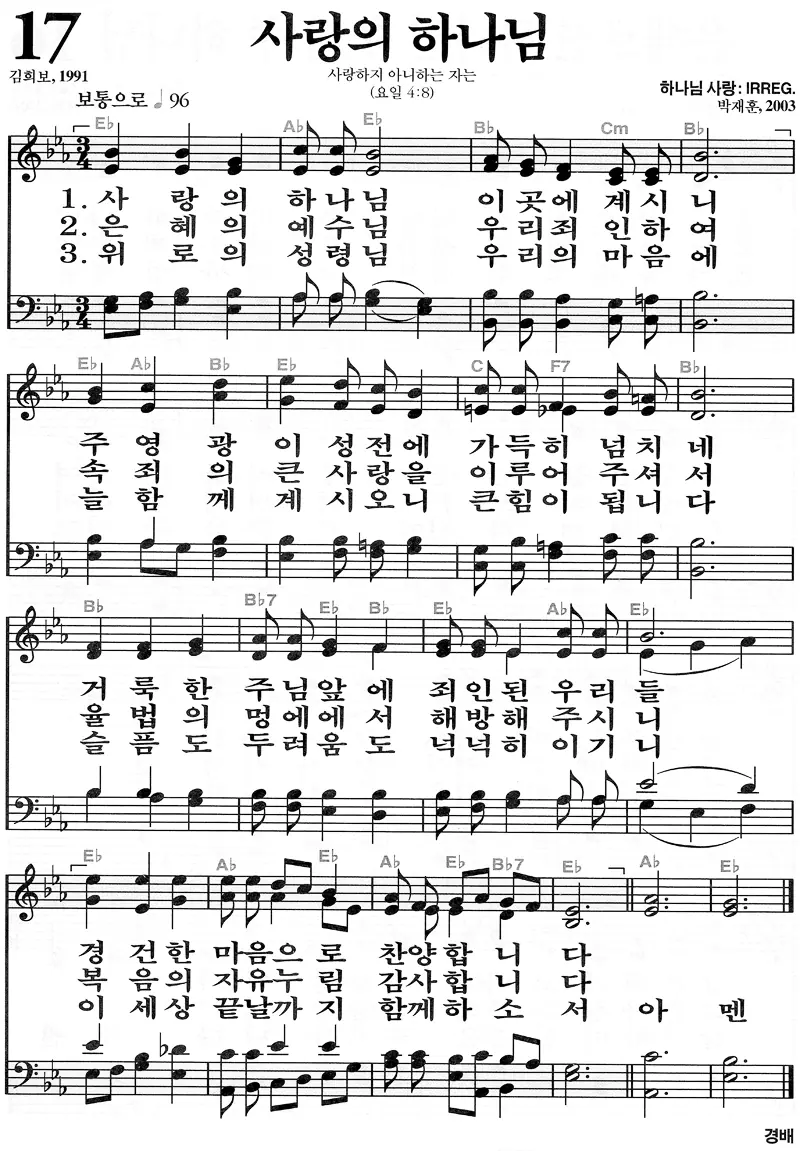 17
사랑의 하나님
김희보, 1991
사랑하지 아니하는 자는
(요일 4:8)
하나님 사랑: IRREG.
박재훈, 2003
보통으로 ♩ 96
E♭ A♭ E♭ B♭ Cm B♭
1. 사 랑의 하나님 이 곳에 계시니
2. 은 혜의 예수님 우리죄 인하여
3. 위 로의 성령님 우리의 마음에
E♭ A♭ B♭ E♭ C F7 B♭
주 영 광 이 성전에 가득히 넘치 네
속 죄 의 큰 사랑을 이루어 주셔 서
늘 함 께 계 시오니 큰힘이 됩니 다
B♭ B♭7 E♭ B♭ E♭ A♭ E♭
거 룩 한 주님앞에 죄인된 우리 들
율 법 의 멍에에서 해방해 주시 니
슬 픔 도 두려움도 넉넉히 이기 니
E♭ A♭ E♭ A♭ E♭ B♭7 E♭ A♭ E♭
경 건한 마음으로 찬양합 니 다
복 음의 자유누림 감사합 니 다
이 세상 끝날까지 함께하 소 서 아 멘
경배